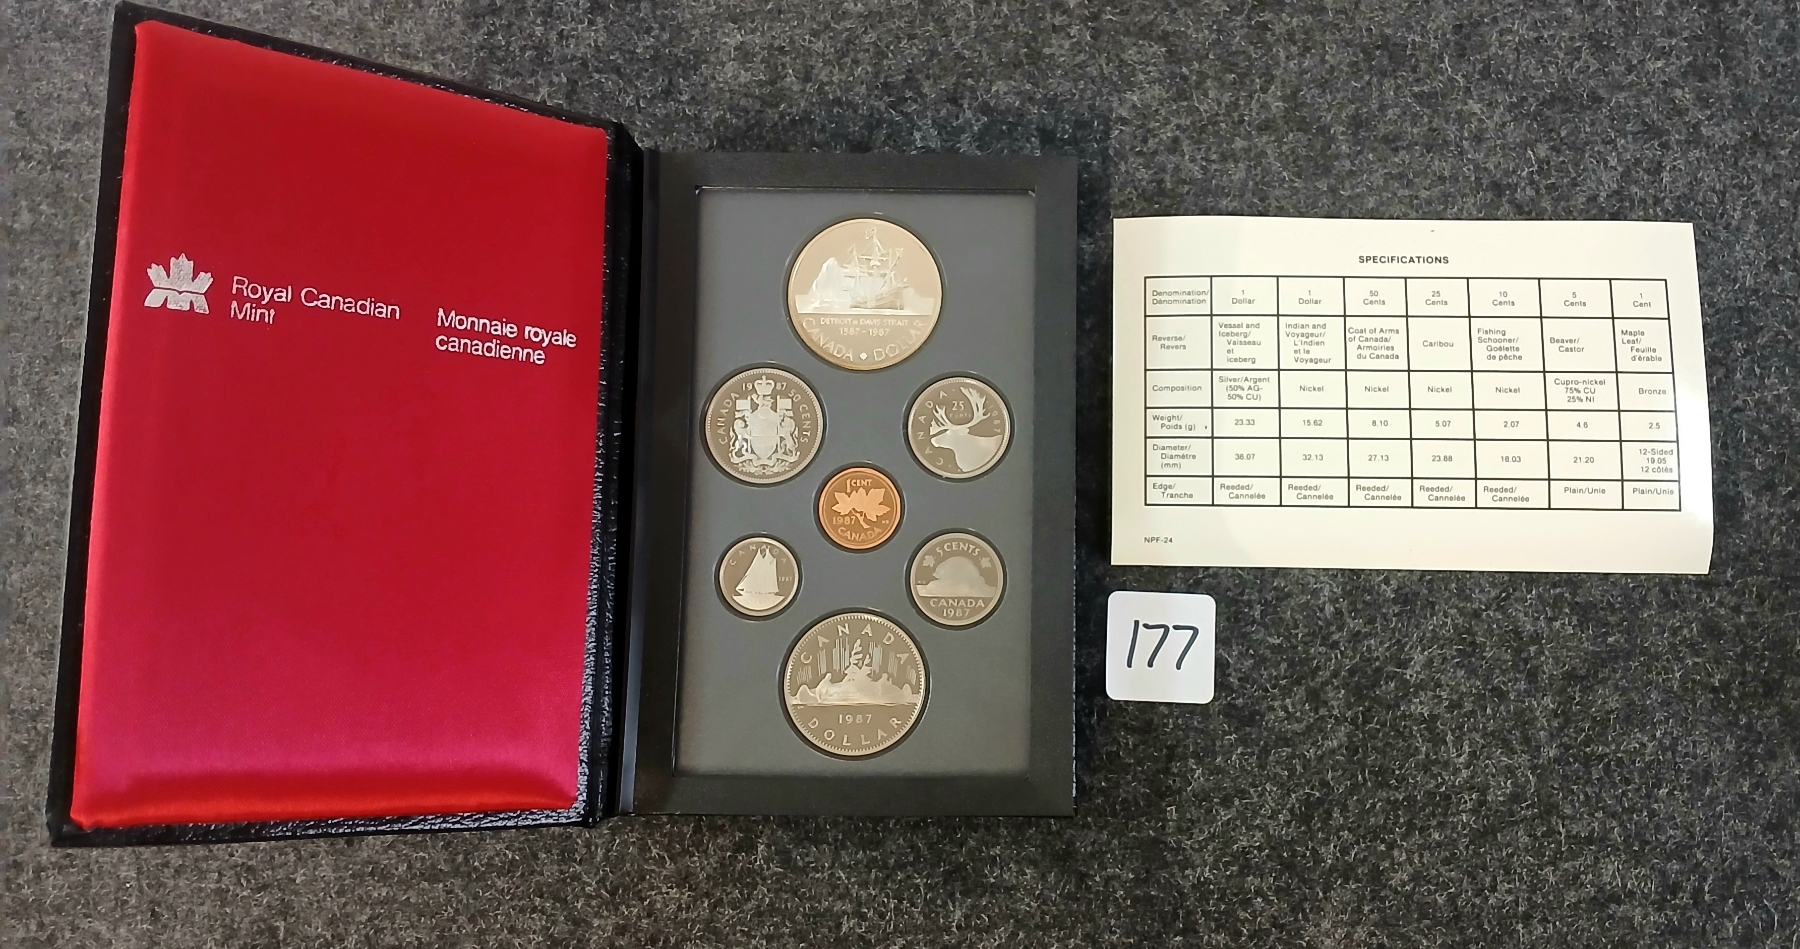 Royal Canadian
Mint
Monnaie royale
canadienne
DETROIT de DAVIS STRAIT
1587-1987
CANADA ◆ DOLLAR
1987
CANADA 50 CENTS
CANADA
25
CENTS
1987
1 CENT
1987
CANADA
CANADA
1987
5 CENTS
CANADA
1987
CANADA
1987
DOLLAR
SPECIFICATIONS
Denomination/ Dénomination
1 Dollar
1 Dollar
50 Cents
25 Cents
10 Cents
5 Cents
1 Cent
Reverse/ Revers
Vessel and Iceberg/ Vaisseau et iceberg
Indian and Voyageur/ L'Indien et le Voyageur
Coat of Arms of Canada/ Armoiries du Canada
Caribou
Fishing Schooner/ Goélette de pêche
Beaver/ Castor
Maple Leaf/ Feuille d'érable
Composition
Silver/Argent (50% AG- 50% CU)
Nickel
Nickel
Nickel
Nickel
Cupro-nickel 75% CU 25% NI
Bronze
Weight/ Poids (g)
23.33
15.62
8.10
5.07
2.07
4.6
2.5
Diameter/ Diamètre (mm)
36.07
32.13
27.13
23.88
18.03
21.20
12-Sided 19.05 12 côtés
Edge/ Tranche
Reeded/ Cannelée
Reeded/ Cannelée
Reeded/ Cannelée
Reeded/ Cannelée
Reeded/ Cannelée
Plain/Unie
Plain/Unie
NPF-24
177